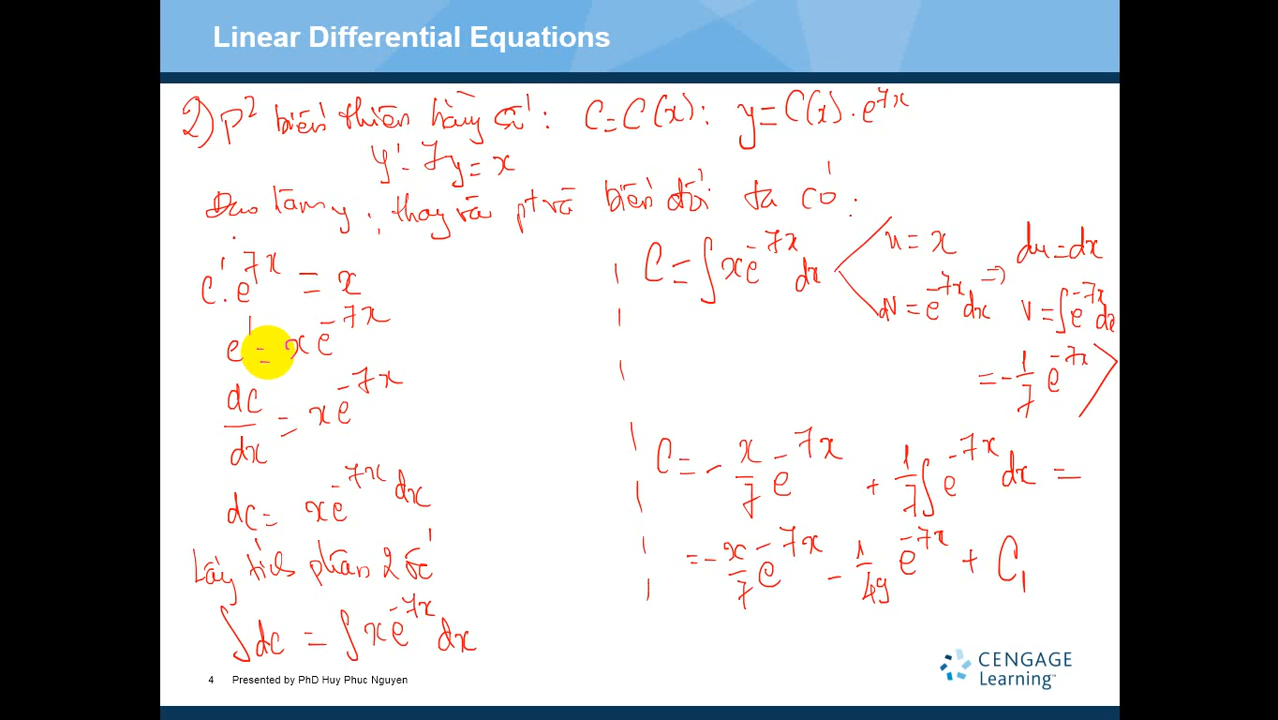 Linear Differential Equations
2) P² biến thiên hằng số: C = C(x): y = C(x) . e^{7x}
y' - 7y = x
Đạo hàm y, thay vào pt và biến đổi ta có:
C'. e^{7x} = x
C' = xe^{-7x}
dc/dx = xe^{-7x}
dc = xe^{-7x} dx
Lấy tích phân 2 vế
∫dc = ∫xe^{-7x} dx
C = ∫xe^{-7x} dx
u = x du = dx
dV = e^{-7x}dx ⇒ V = ∫e^{-7x}dx
= -1/7 e^{-7x}
C = -x/7 e^{-7x} + 1/7 ∫e^{-7x} dx =
= -x/7 e^{-7x} - 1/49 e^{-7x} + C₁
CENGAGE
Learning™
4 Presented by PhD Huy Phuc Nguyen